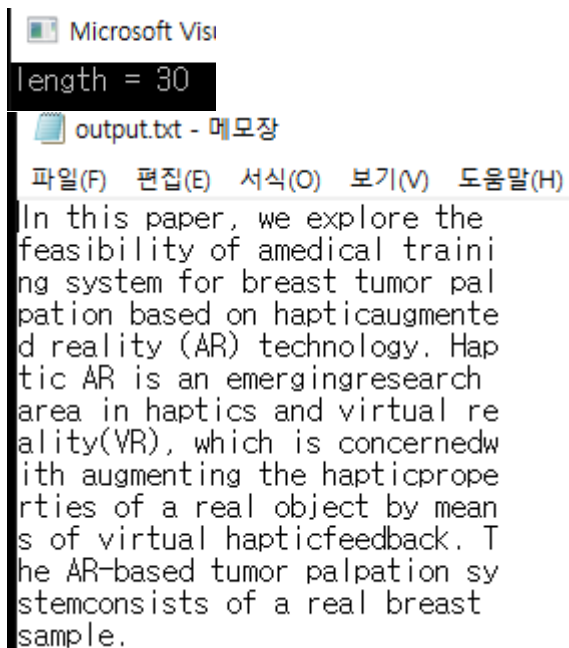 Microsoft Visu
length = 30
output.txt - 메모장
파일(F) 편집(E) 서식(O) 보기(V) 도움말(H)
In this paper, we explore the
feasibility of amedical traini
ng system for breast tumor pal
pation based on hapticaugmente
d reality (AR) technology. Hap
tic AR is an emergingresearch
area in haptics and virtual re
ality(VR), which is concernedw
ith augmenting the hapticprope
rties of a real object by mean
s of virtual hapticfeedback. T
he AR-based tumor palpation sy
stemconsists of a real breast
sample.